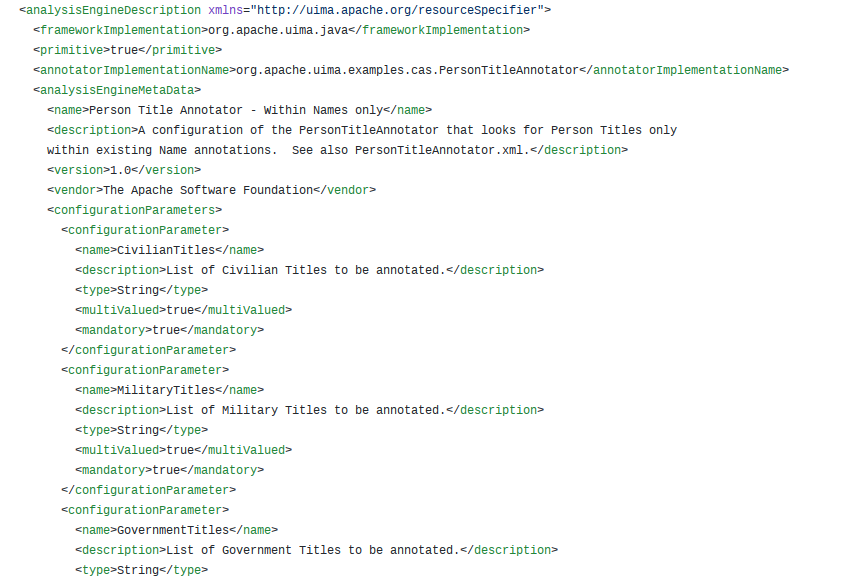 <analysisEngineDescription xmlns="http://uima.apache.org/resourceSpecifier">
<frameworkImplementation>org.apache.uima.java</frameworkImplementation>
<primitive>true</primitive>
<annotatorImplementationName>org.apache.uima.examples.cas.PersonTitleAnnotator</annotatorImplementationName>
<analysisEngineMetaData>
<name>Person Title Annotator - Within Names only</name>
<description>A configuration of the PersonTitleAnnotator that looks for Person Titles only
within existing Name annotations.  See also PersonTitleAnnotator.xml.</description>
<version>1.0</version>
<vendor>The Apache Software Foundation</vendor>
<configurationParameters>
<configurationParameter>
<name>CivilianTitles</name>
<description>List of Civilian Titles to be annotated.</description>
<type>String</type>
<multiValued>true</multiValued>
<mandatory>true</mandatory>
</configurationParameter>
<configurationParameter>
<name>MilitaryTitles</name>
<description>List of Military Titles to be annotated.</description>
<type>String</type>
<multiValued>true</multiValued>
<mandatory>true</mandatory>
</configurationParameter>
<configurationParameter>
<name>GovernmentTitles</name>
<description>List of Government Titles to be annotated.</description>
<type>String</type>